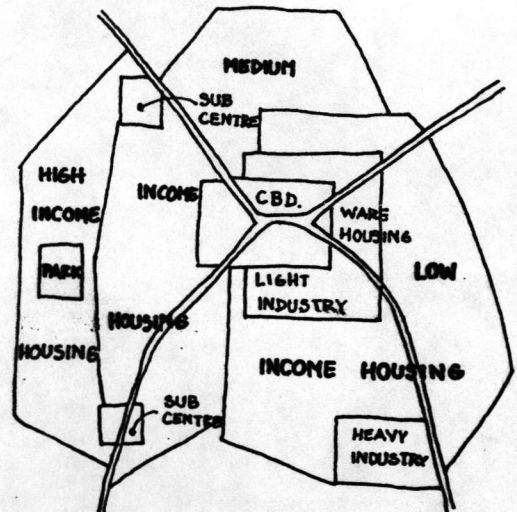 MEDIUM
SUB
CENTRE
HIGH
INCOME
INCOME
C.B.D.
WARE
HOUSING
PARK
LOW
LIGHT
INDUSTRY
HOUSING
HOUSING
INCOME HOUSING
SUB
CENTRE
HEAVY
INDUSTRY